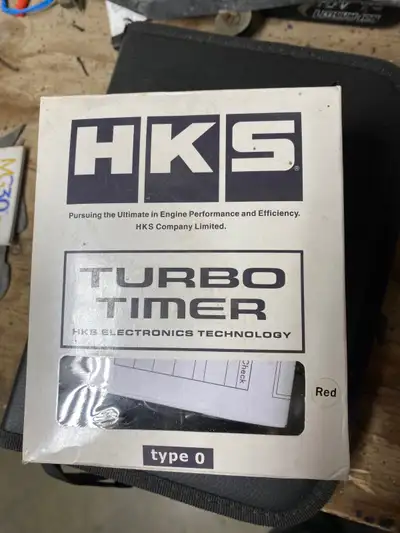 HKS®
Pursuing the Ultimate in Engine Performance and Efficiency.
HKS Company Limited.
TURBO
TIMER
HKS ELECTRONICS TECHNOLOGY
Check
Red
type 0
MG30